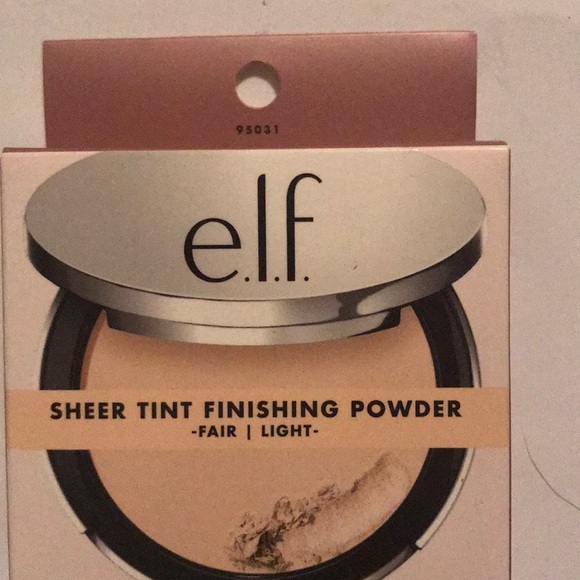 95031
e.l.f.
SHEER TINT FINISHING POWDER
-FAIR | LIGHT-